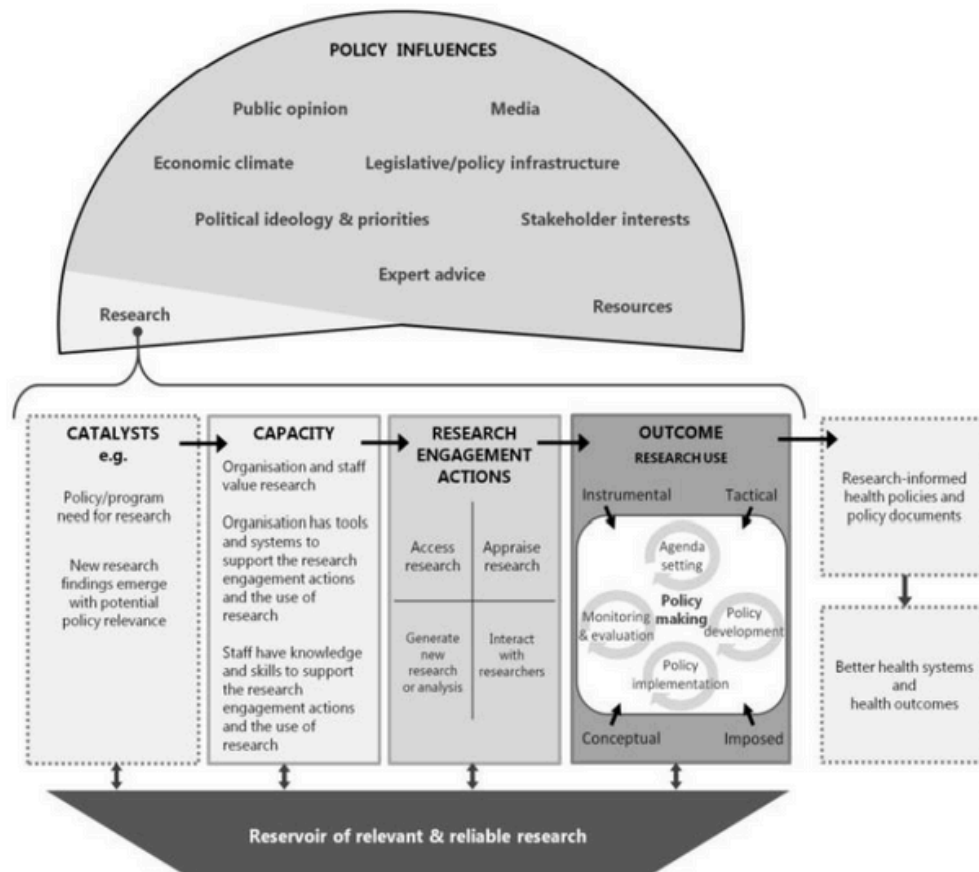 POLICY INFLUENCES
Public opinion
Media
Economic climate
Legislative/policy infrastructure
Political ideology & priorities
Stakeholder interests
Expert advice
Resources
Research
CATALYSTS
e.g.
Policy/program
need for research
New research
findings emerge
with potential
policy relevance
CAPACITY
Organisation and staff
value research
Organisation has tools
and systems to
support the research
engagement actions
and the use of
research
Staff have knowledge
and skills to support
the research
engagement actions
and the use of
research
RESEARCH
ENGAGEMENT
ACTIONS
Access
research
Appraise
research
Generate
new
research
or analysis
Interact
with
researchers
OUTCOME
RESEARCH USE
Instrumental
Tactical
Agenda
setting
Monitoring
& evaluation
Policy
making
Policy
development
Policy
implementation
Conceptual
Imposed
Research-informed
health policies and
policy documents
Better health systems
and
health outcomes
Reservoir of relevant & reliable research